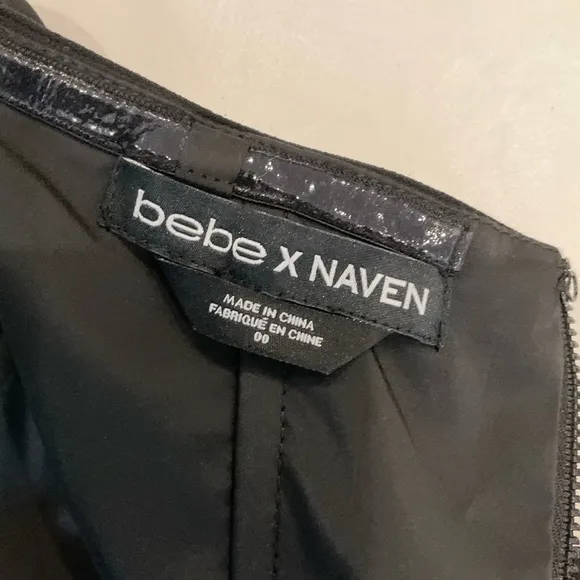 bebe X NAVEN
MADE IN CHINA
FABRIQUÉ EN CHINE
00